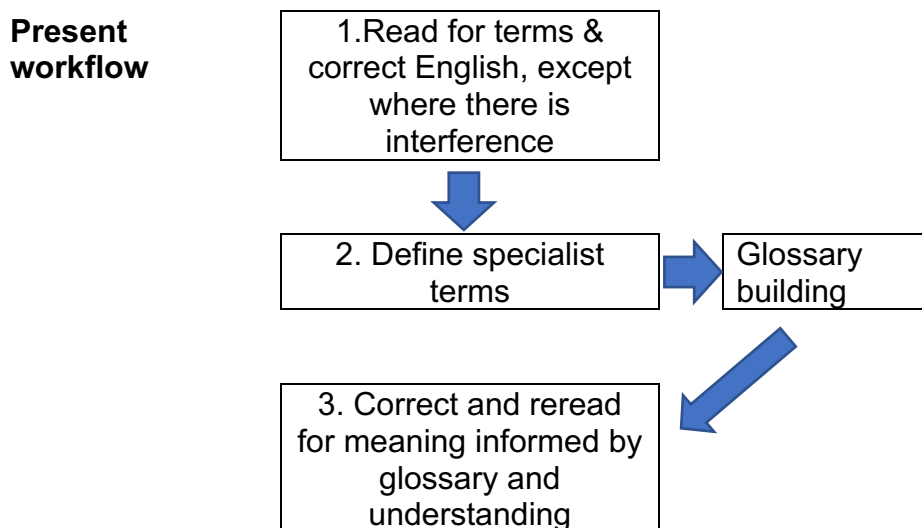 Present
workflow
1.Read for terms &
correct English, except
where there is
interference
2. Define specialist
terms
Glossary
building
3. Correct and reread
for meaning informed by
glossary and
understanding